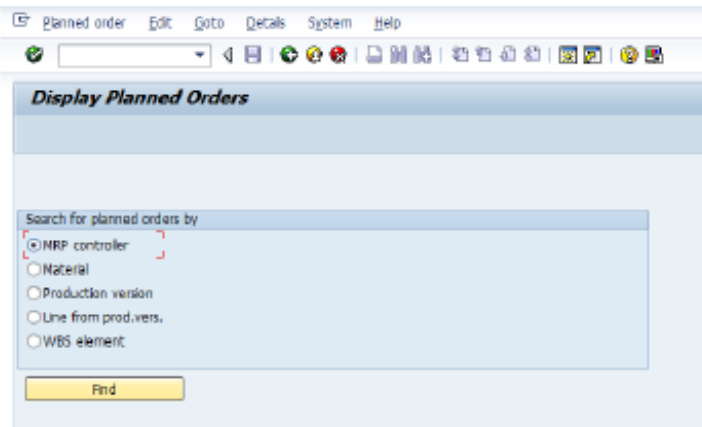 Planned order Edit Goto Details System Help
Display Planned Orders
Search for planned orders by
MRP controller
Material
Production version
Line from prod.vers.
WBS element
Find